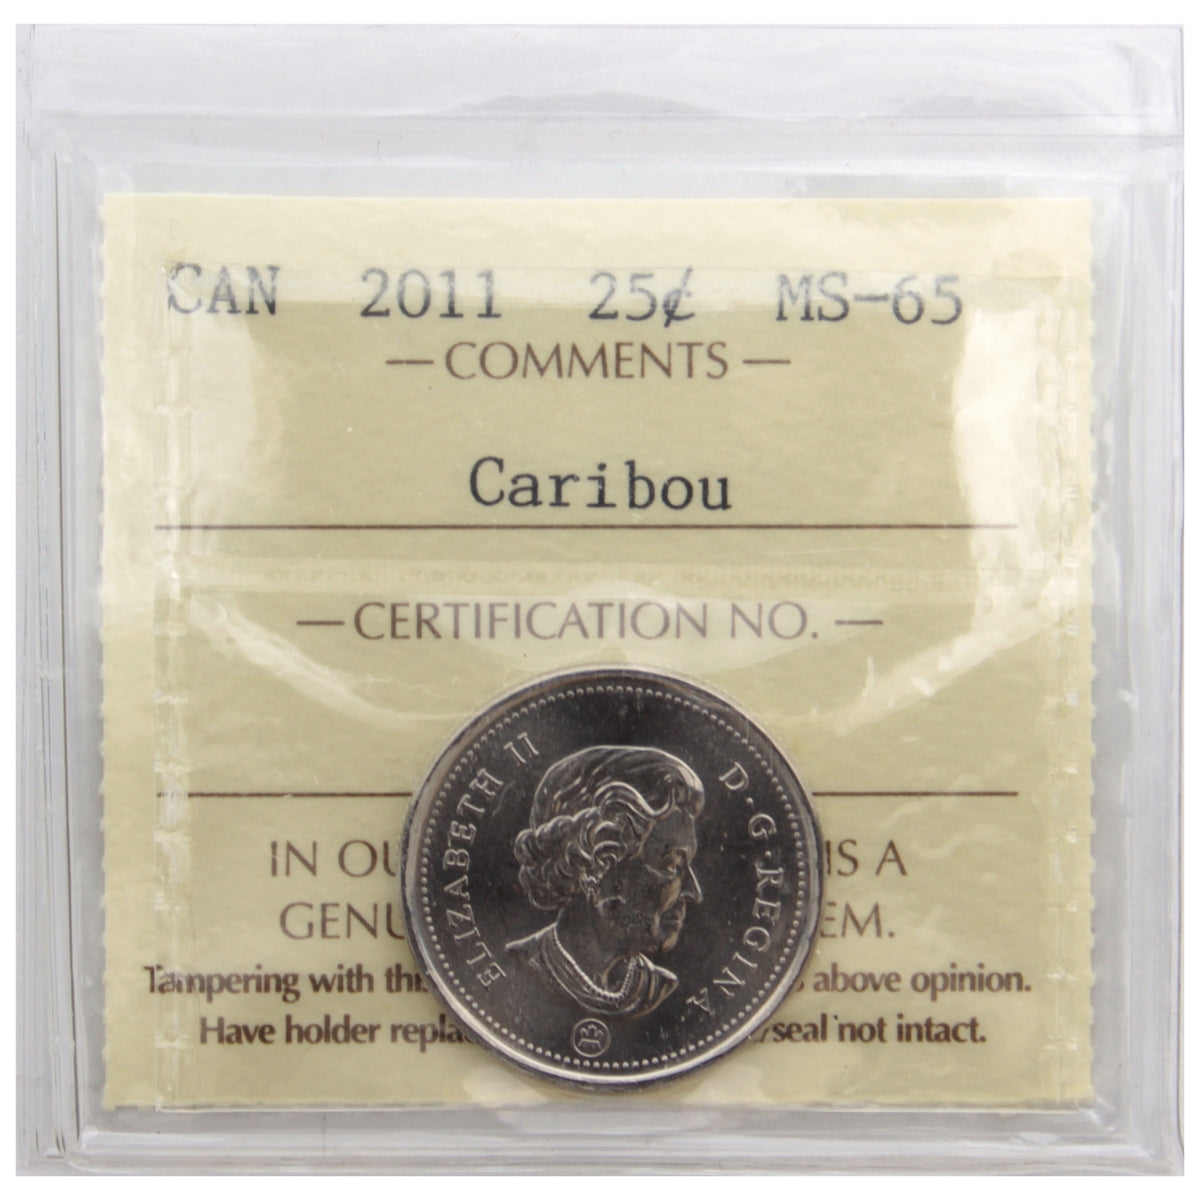 CAN 2011 25¢ MS-65
— COMMENTS —
Caribou
— CERTIFICATION NO. —
ELIZABETH II D·G·REGINA
IN OU IS A
GENU EM.
Tampering with thi above opinion.
Have holder repla /seal not intact.